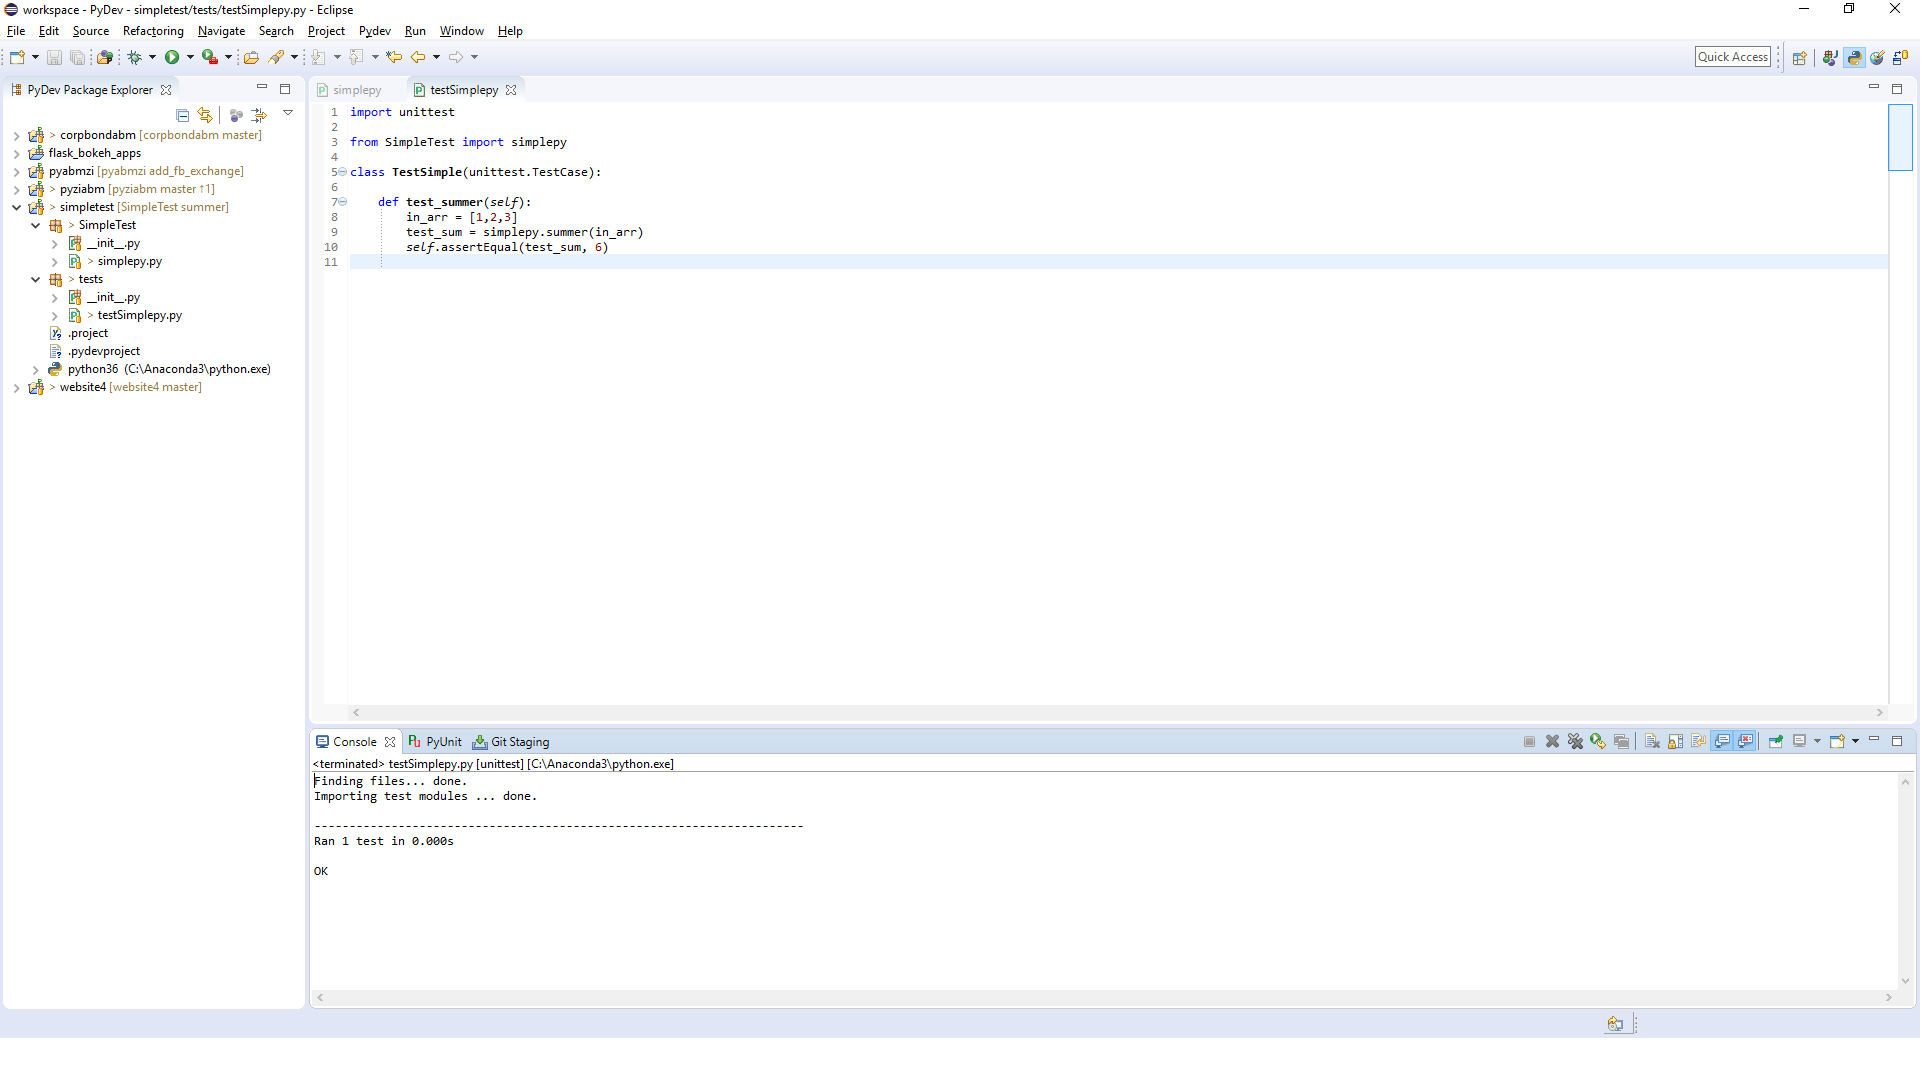 workspace - PyDev - simpletest/tests/testSimplepy.py - Eclipse
File Edit Source Refactoring Navigate Search Project Pydev Run Window Help
Quick Access
PyDev Package Explorer
> corpbondabm [corpbondabm master]
flask_bokeh_apps
pyabmzi [pyabmzi add_fb_exchange]
> pyziabm [pyziabm master ↑1]
> simpletest [SimpleTest summer]
> SimpleTest
__init__.py
> simplepy.py
> tests
__init__.py
> testSimplepy.py
.project
.pydevproject
python36 (C:\Anaconda3\python.exe)
> website4 [website4 master]
simplepy testSimplepy
1 import unittest
2
3 from SimpleTest import simplepy
4
5 class TestSimple(unittest.TestCase):
6
7     def test_summer(self):
8         in_arr = [1,2,3]
9         test_sum = simplepy.summer(in_arr)
10         self.assertEqual(test_sum, 6)
11
Console PyUnit Git Staging
<terminated> testSimplepy.py [unittest] [C:\Anaconda3\python.exe]
Finding files... done.
Importing test modules ... done.
----------------------------------------------------------------------
Ran 1 test in 0.000s
OK